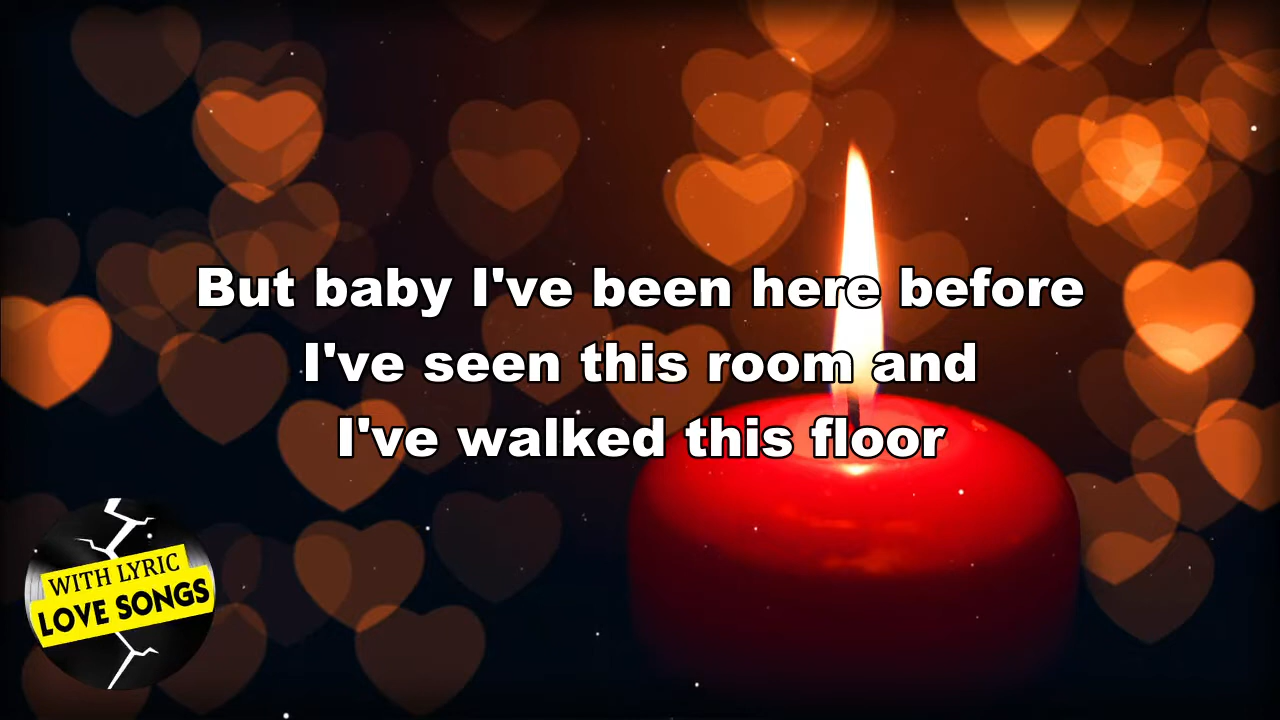 But baby I've been here before
I've seen this room and
I've walked this floor
WITH LYRIC
LOVE SONGS